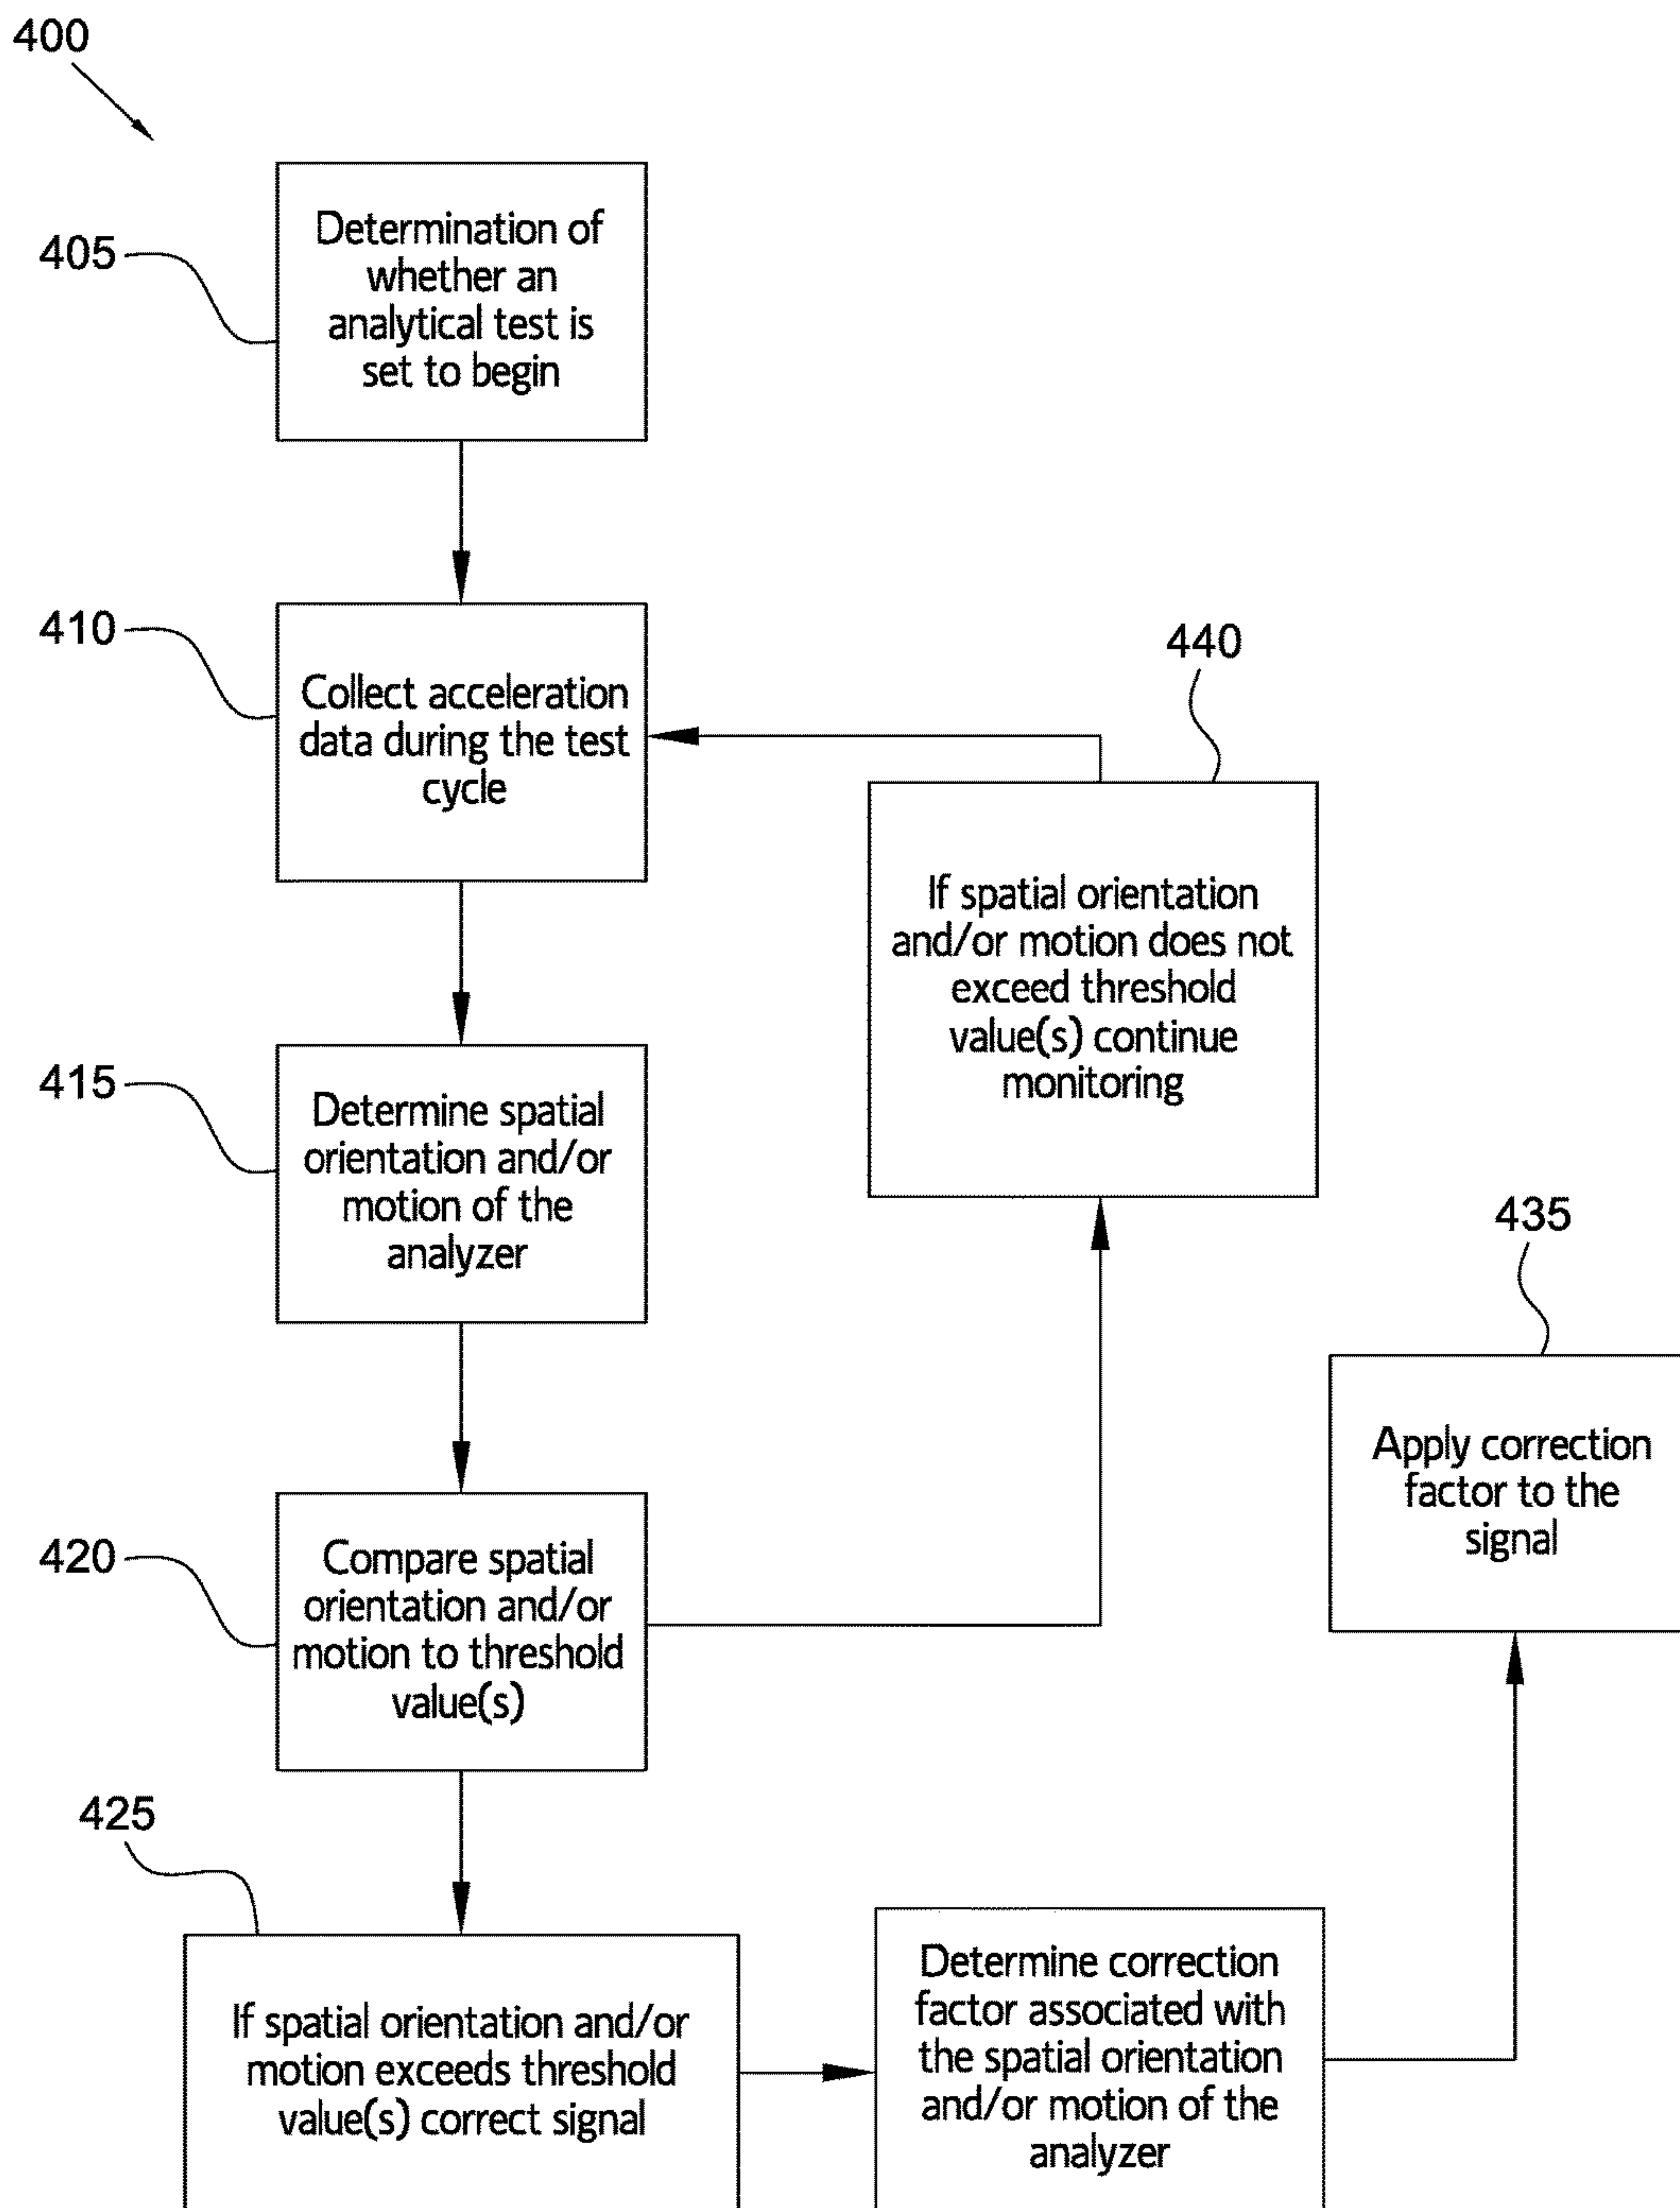 400
405
Determination of
whether an
analytical test is
set to begin
410
Collect acceleration
data during the test
cycle
440
If spatial orientation
and/or motion does not
exceed threshold
value(s) continue
monitoring
415
Determine spatial
orientation and/or
motion of the
analyzer
435
Apply correction
factor to the
signal
420
Compare spatial
orientation and/or
motion to threshold
value(s)
425
If spatial orientation and/or
motion exceeds threshold
value(s) correct signal
Determine correction
factor associated with
the spatial orientation
and/or motion of the
analyzer